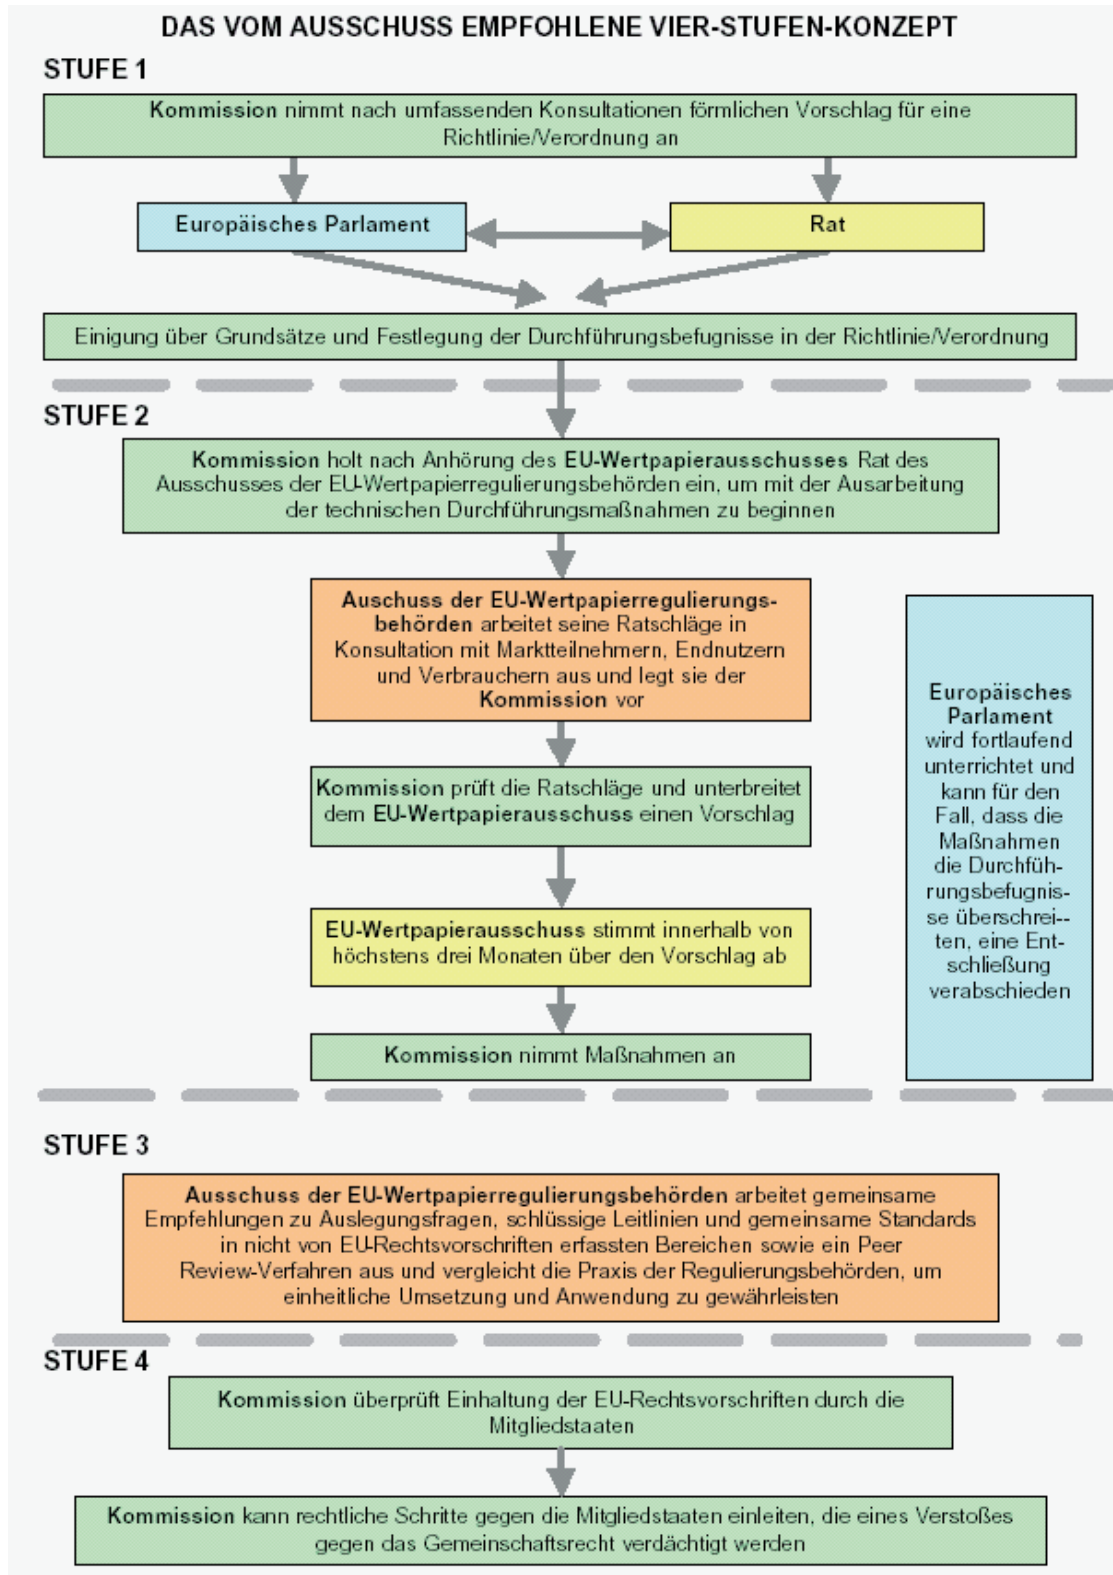 DAS VOM AUSSCHUSS EMPFOHLENE VIER-STUFEN-KONZEPT
STUFE 1
Kommission nimmt nach umfassenden Konsultationen förmlichen Vorschlag für eine
Richtlinie/Verordnung an
Europäisches Parlament
Rat
Einigung über Grundsätze und Festlegung der Durchführungsbefugnisse in der Richtlinie/Verordnung
STUFE 2
Kommission holt nach Anhörung des EU-Wertpapierausschusses Rat des
Ausschusses der EU-Wertpapierregulierungsbehörden ein, um mit der Ausarbeitung
der technischen Durchführungsmaßnahmen zu beginnen
Auschuss der EU-Wertpapierregulierungs-
behörden arbeitet seine Ratschläge in
Konsultation mit Marktteilnehmern, Endnutzern
und Verbrauchern aus und legt sie der
Kommission vor
Kommission prüft die Ratschläge und unterbreitet
dem EU-Wertpapierausschuss einen Vorschlag
EU-Wertpapierausschuss stimmt innerhalb von
höchstens drei Monaten über den Vorschlag ab
Kommission nimmt Maßnahmen an
Europäisches
Parlament
wird fortlaufend
unterrichtet und
kann für den
Fall, dass die
Maßnahmen
die Durchfüh-
rungsbefugnis-
se überschrei--
ten, eine Ent-
schließung
verabschieden
STUFE 3
Ausschuss der EU-Wertpapierregulierungsbehörden arbeitet gemeinsame
Empfehlungen zu Auslegungsfragen, schlüssige Leitlinien und gemeinsame Standards
in nicht von EU-Rechtsvorschriften erfassten Bereichen sowie ein Peer
Review-Verfahren aus und vergleicht die Praxis der Regulierungsbehörden, um
einheitliche Umsetzung und Anwendung zu gewährleisten
STUFE 4
Kommission überprüft Einhaltung der EU-Rechtsvorschriften durch die
Mitgliedstaaten
Kommission kann rechtliche Schritte gegen die Mitgliedstaaten einleiten, die eines Verstoßes
gegen das Gemeinschaftsrecht verdächtigt werden